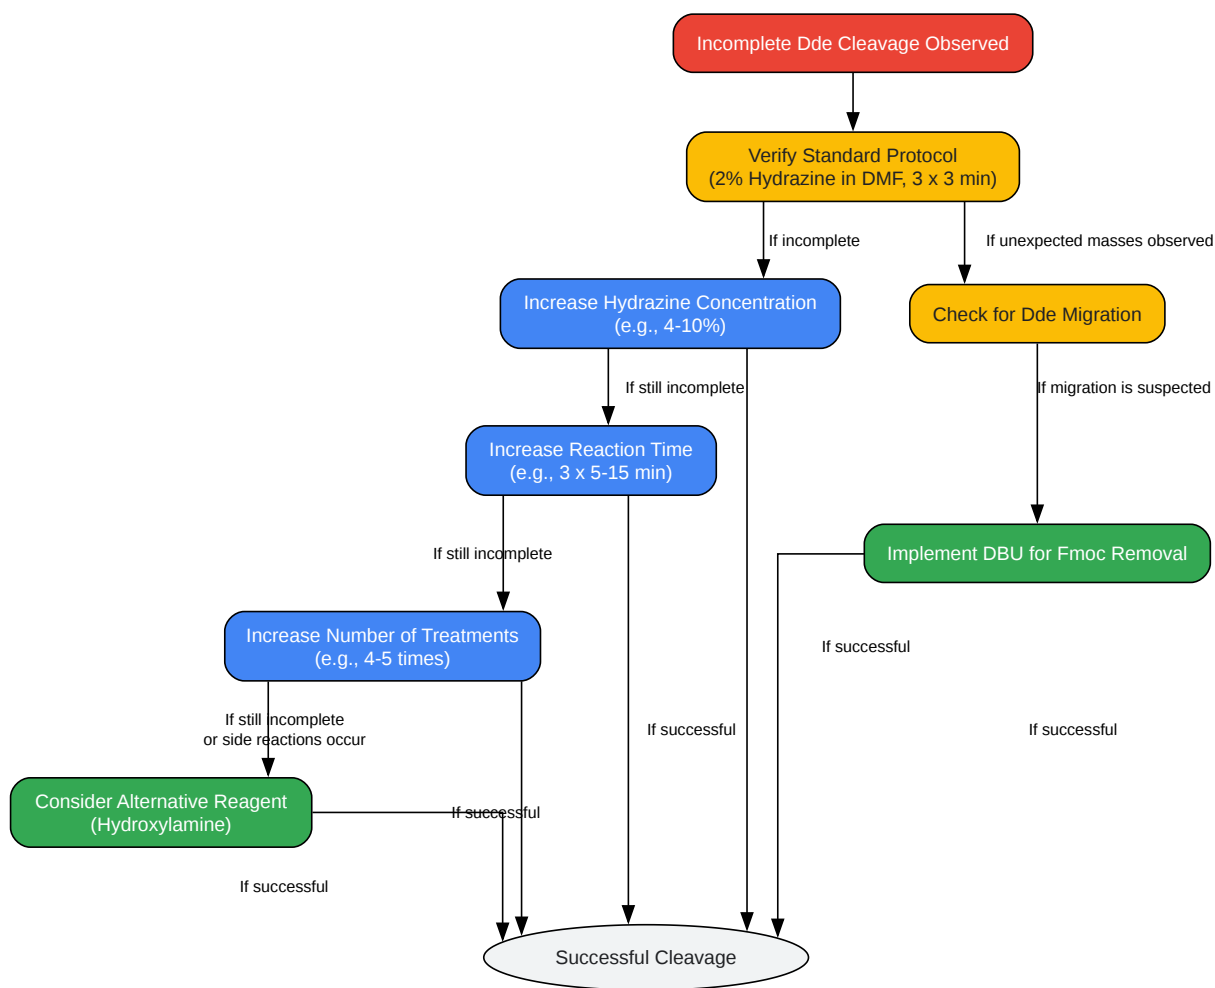 Incomplete Dde Cleavage Observed
Verify Standard Protocol
(2% Hydrazine in DMF, 3 x 3 min)
If incomplete
If unexpected masses observed
Increase Hydrazine Concentration
(e.g., 4-10%)
Check for Dde Migration
If still incomplete
If migration is suspected
Increase Reaction Time
(e.g., 3 x 5-15 min)
If still incomplete
Implement DBU for Fmoc Removal
Increase Number of Treatments
(e.g., 4-5 times)
If successful
If still incomplete
or side reactions occur
If successful
If successful
Consider Alternative Reagent
(Hydroxylamine)
If successful
If successful
Successful Cleavage